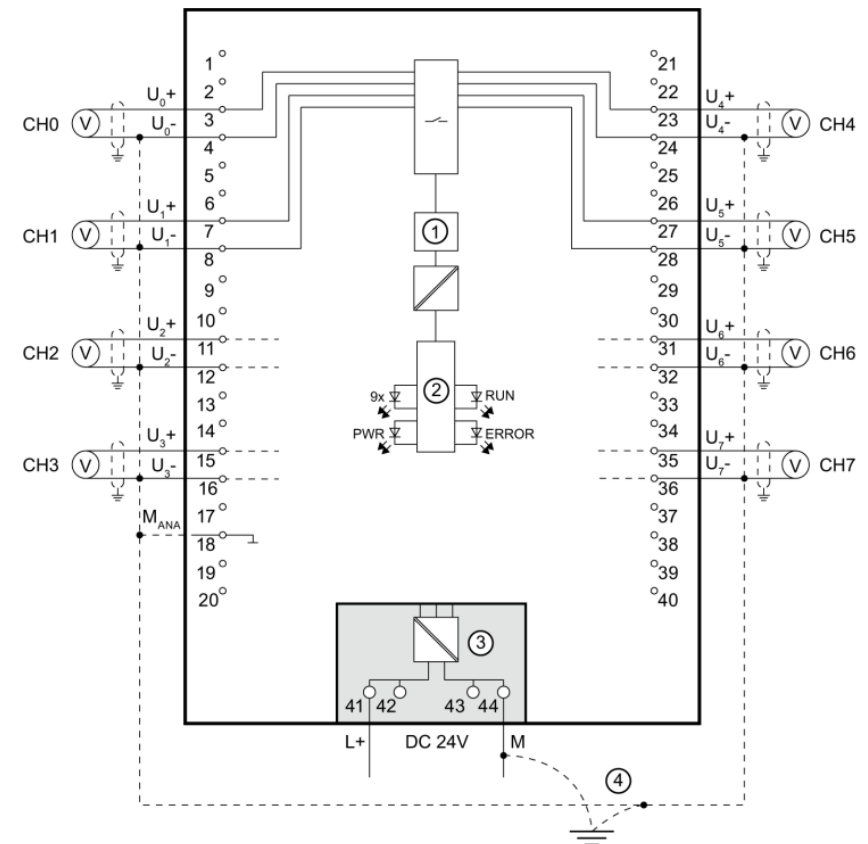 1 21
U0+ 2 22 U4+
CH0 V 3 23 V CH4
U0- 4 24 U4-
5 25
U1+ 6 26 U5+
CH1 V 7 27 V CH5
U1- 8 28 U5-
①
9 29
U2+ 10 30 U6+
CH2 V 11 31 V CH6
U2- 12 32 U6-
②
9x RUN
13 33
PWR ERROR
U3+ 14 34 U7+
CH3 V 15 35 V CH7
U3- 16 36 U7-
MANA 17 37
18 38
19 39
20 40
③
41 42 43 44
L+ DC 24V M
④